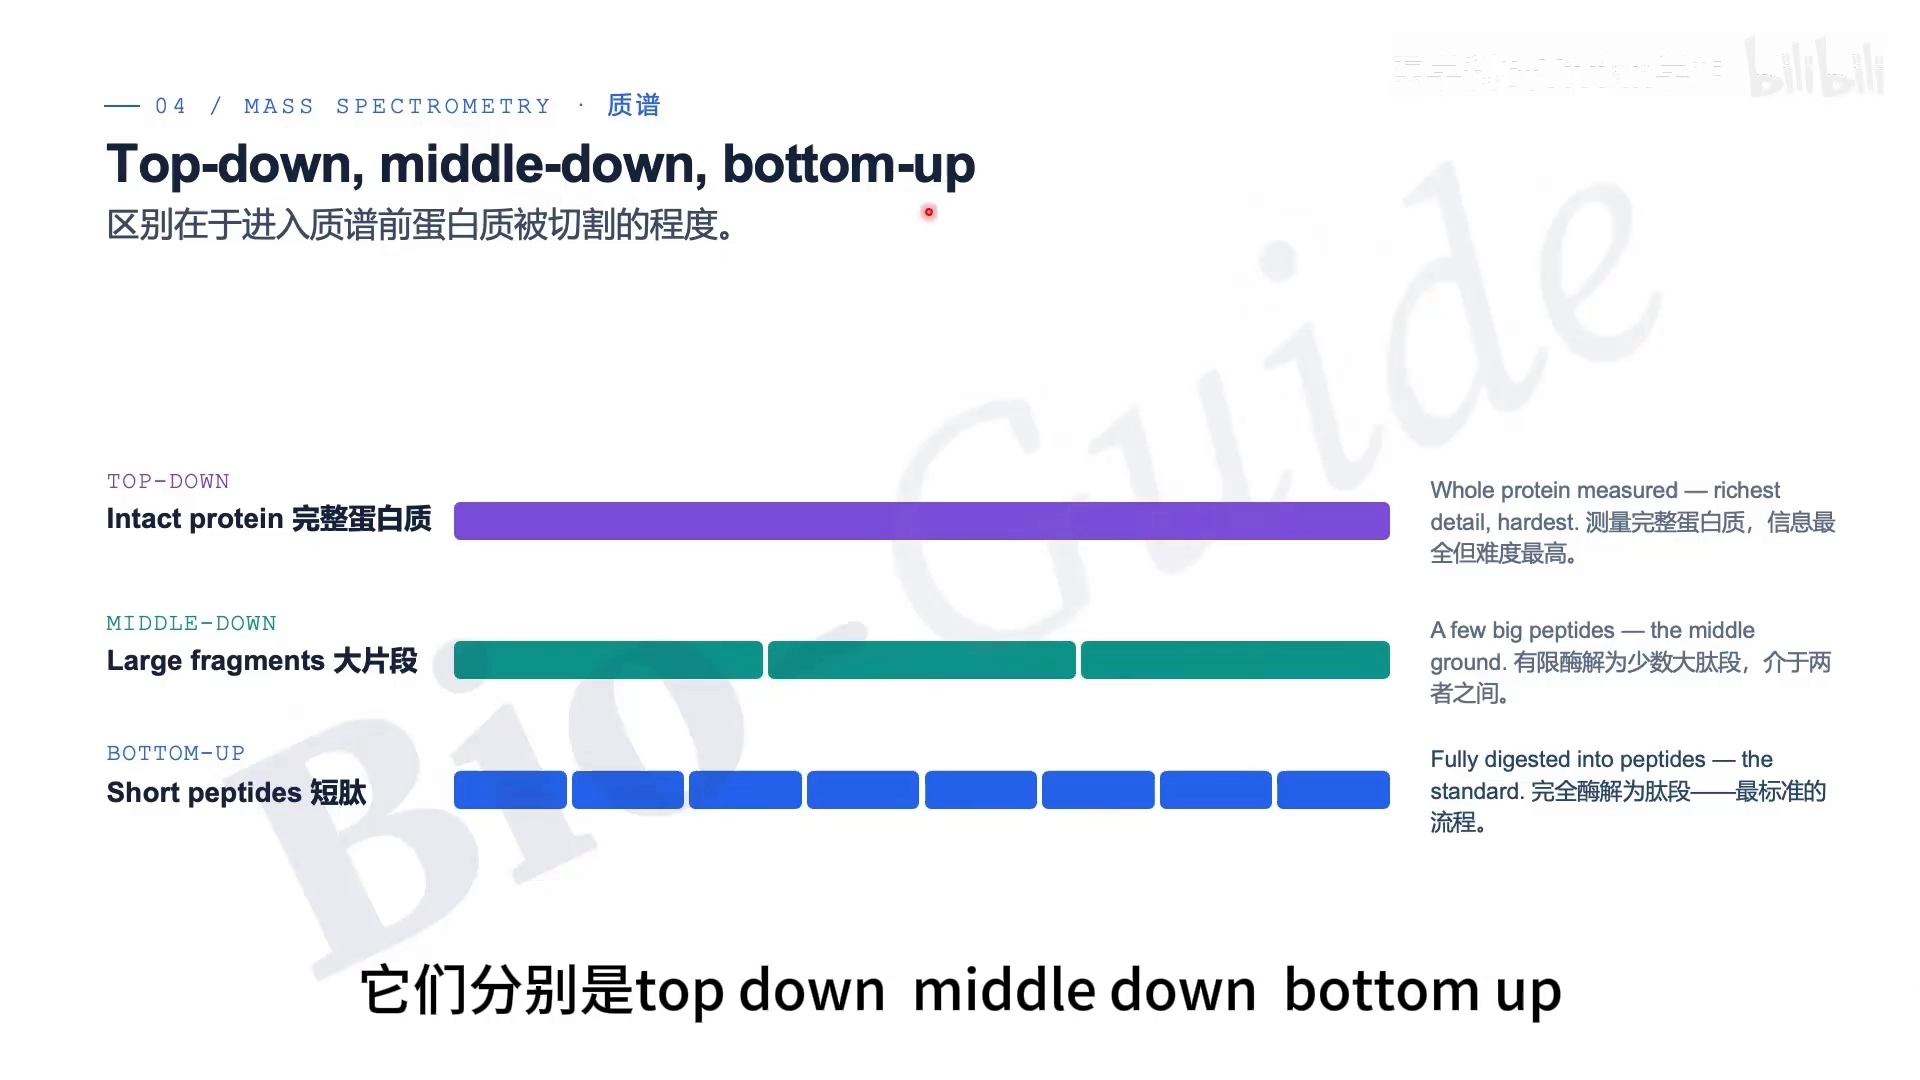 04 / MASS SPECTROMETRY · 质谱
bilibili
Top-down, middle-down, bottom-up
区别在于进入质谱前蛋白质被切割的程度。
TOP-DOWN
Intact protein 完整蛋白质
Whole protein measured — richest
detail, hardest. 测量完整蛋白质，信息最
全但难度最高。
MIDDLE-DOWN
Large fragments 大片段
A few big peptides — the middle
ground. 有限酶解为少数大肽段，介于两
者之间。
BOTTOM-UP
Short peptides 短肽
Fully digested into peptides — the
standard. 完全酶解为肽段——最标准的
流程。
Bio-Guide
它们分别是top down middle down bottom up